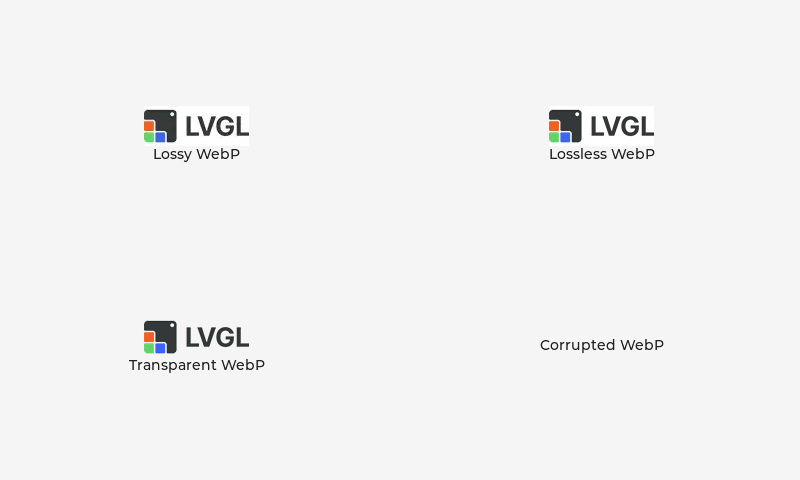 LVGL
Lossy WebP
LVGL
Lossless WebP
LVGL
Transparent WebP
Corrupted WebP